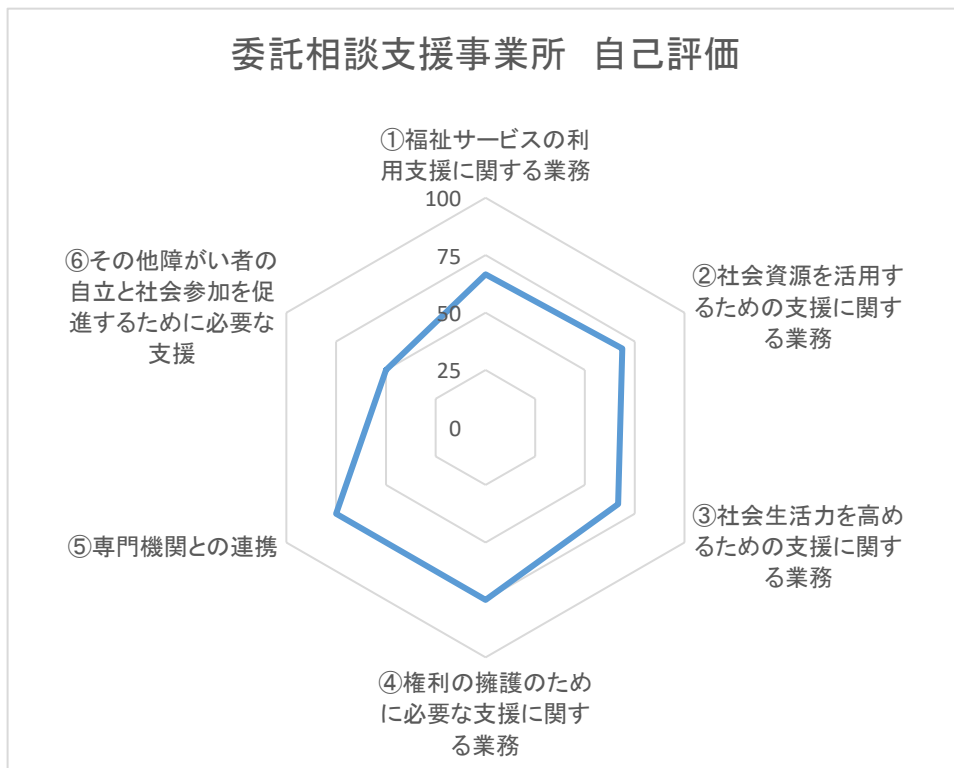 委託相談支援事業所　自己評価
①福祉サービスの利
用支援に関する業務
100
75
50
25
0
②社会資源を活用す
るための支援に関す
る業務
③社会生活力を高め
るための支援に関す
る業務
④権利の擁護のため
に必要な支援に関す
る業務
⑤専門機関との連携
⑥その他障がい者の
自立と社会参加を促
進するために必要な
支援